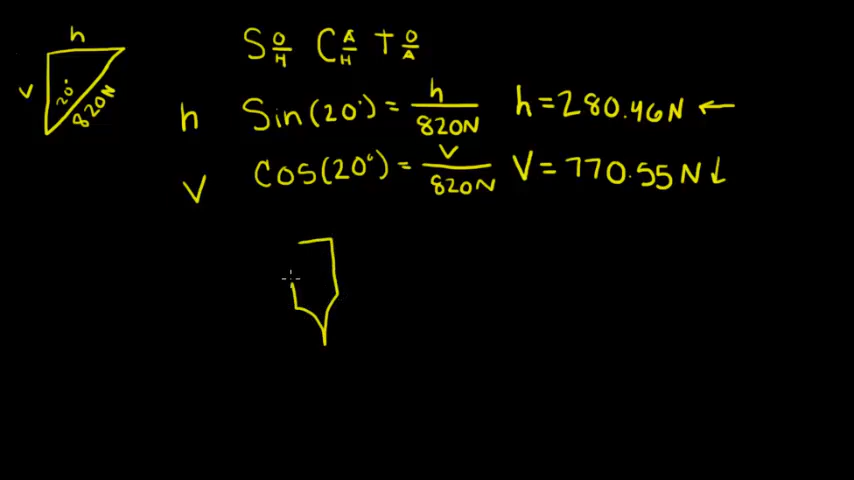 h
S O/H C A/H T O/A
V
20°
820N
h Sin(20°) = h/820N h = 280.46N ←
V Cos(20°) = V/820N V = 770.55N ↓